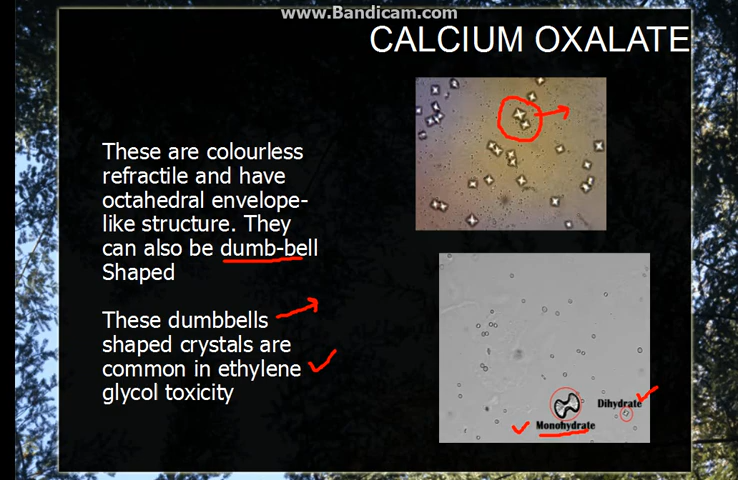 www.Bandicam.com
CALCIUM OXALATE
These are colourless
refractile and have
octahedral envelope-
like structure. They
can also be dumb-bell
Shaped
These dumbbells
shaped crystals are
common in ethylene
glycol toxicity
Dihydrate
Monohydrate